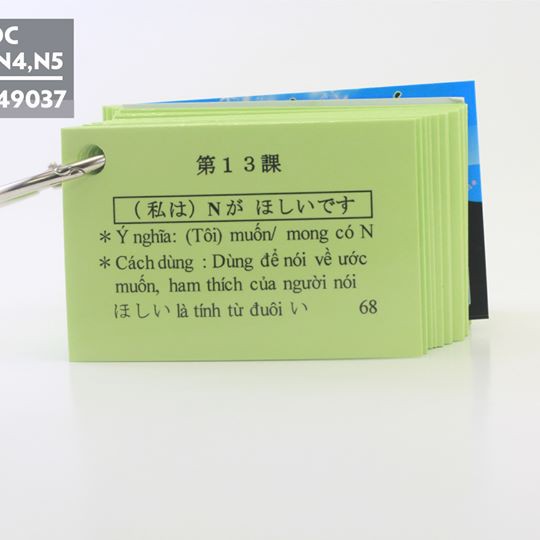 N4,N5
49037
第１３課
（私は）Nが ほしいです
＊Ý nghĩa: (Tôi) muốn/ mong có N
＊Cách dùng : Dùng để nói về ước
muốn, ham thích của người nói
ほしい là tính từ đuôi い 68